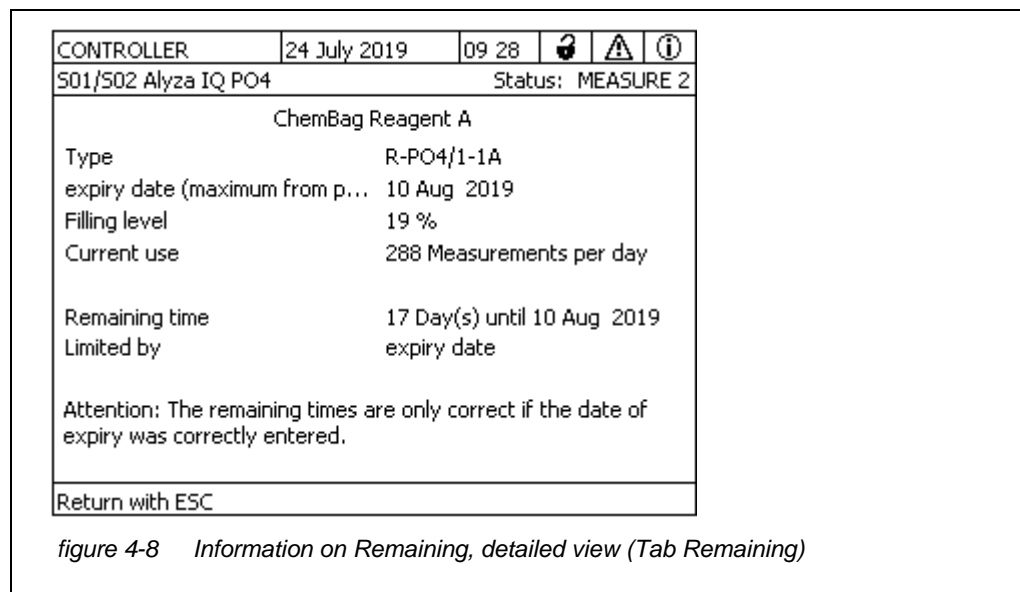 CONTROLLER 24 July 2019 09 28
S01/S02 Alyza IQ PO4 Status: MEASURE 2
ChemBag Reagent A
Type R-PO4/1-1A
expiry date (maximum from p... 10 Aug 2019
Filling level 19 %
Current use 288 Measurements per day
Remaining time 17 Day(s) until 10 Aug 2019
Limited by expiry date
Attention: The remaining times are only correct if the date of
expiry was correctly entered.
Return with ESC
figure 4-8 Information on Remaining, detailed view (Tab Remaining)